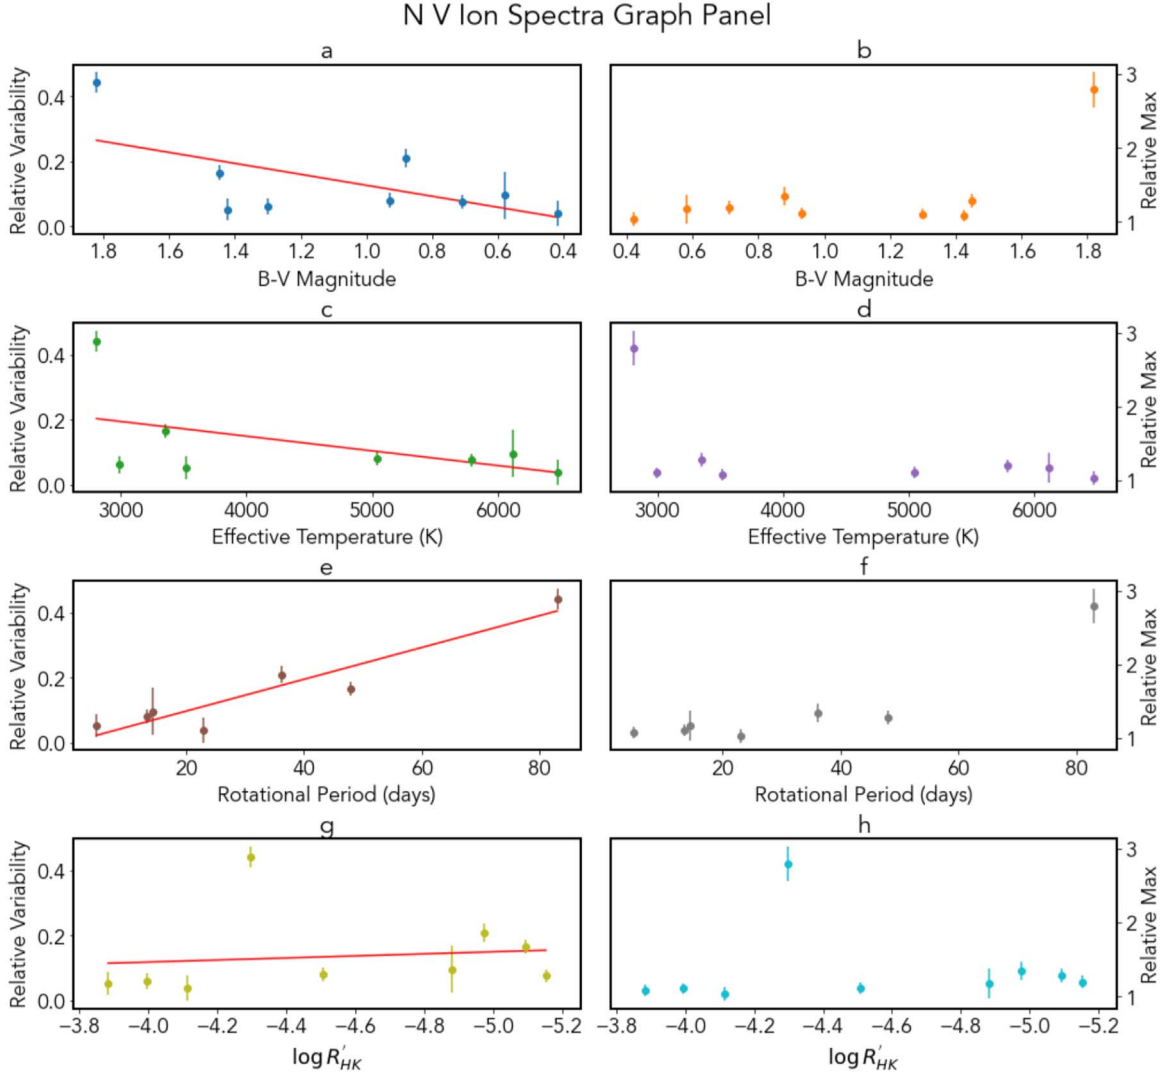 N V Ion Spectra Graph Panel
a
b
Relative Variability
0.4
0.2
0.0
1.8 1.6 1.4 1.2 1.0 0.8 0.6 0.4
B-V Magnitude
3
2
1
Relative Max
0.4 0.6 0.8 1.0 1.2 1.4 1.6 1.8
B-V Magnitude
c
d
Relative Variability
0.4
0.2
0.0
3000 4000 5000 6000
Effective Temperature (K)
3
2
1
Relative Max
3000 4000 5000 6000
Effective Temperature (K)
e
f
Relative Variability
0.4
0.2
0.0
20 40 60 80
Rotational Period (days)
3
2
1
Relative Max
20 40 60 80
Rotational Period (days)
g
h
Relative Variability
0.4
0.2
0.0
−3.8 −4.0 −4.2 −4.4 −4.6 −4.8 −5.0 −5.2
log R′HK
3
2
1
Relative Max
−3.8 −4.0 −4.2 −4.4 −4.6 −4.8 −5.0 −5.2
log R′HK